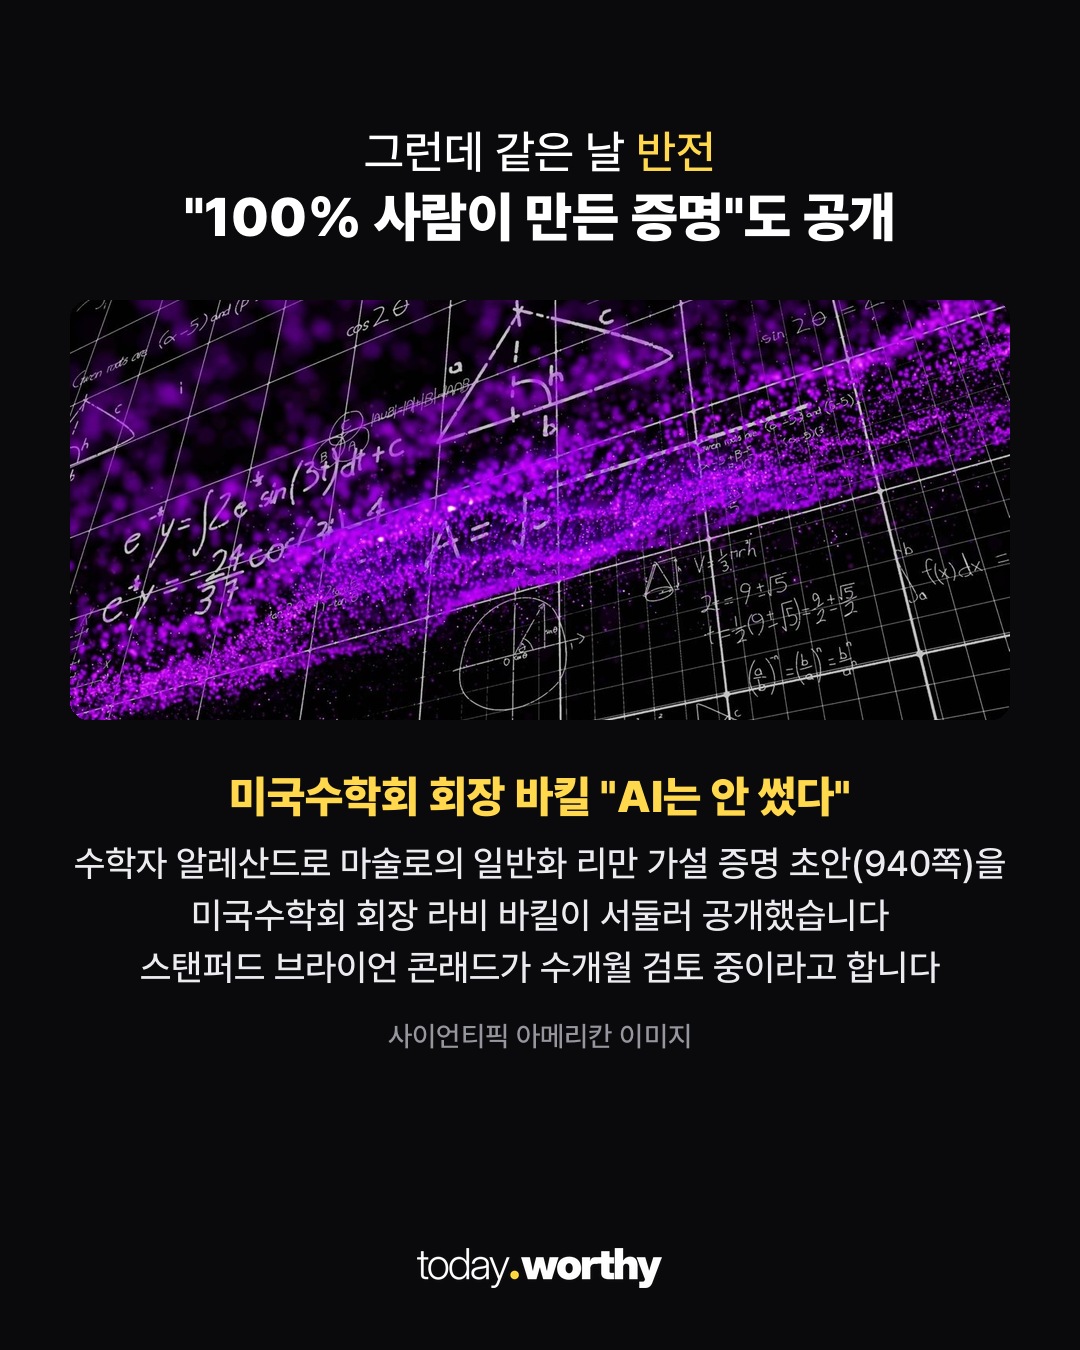 그런데 같은 날 반전
"100% 사람이 만든 증명"도 공개
cos 2θ
sin 2θ = 4
c
a
h
b
미국수학회 회장 바킬 "AI는 안 썼다"
수학자 알레산드로 마술로의 일반화 리만 가설 증명 초안(940쪽)을
미국수학회 회장 라비 바킬이 서둘러 공개했습니다
스탠퍼드 브라이언 콘래드가 수개월 검토 중이라고 합니다
사이언티픽 아메리칸 이미지
today.worthy